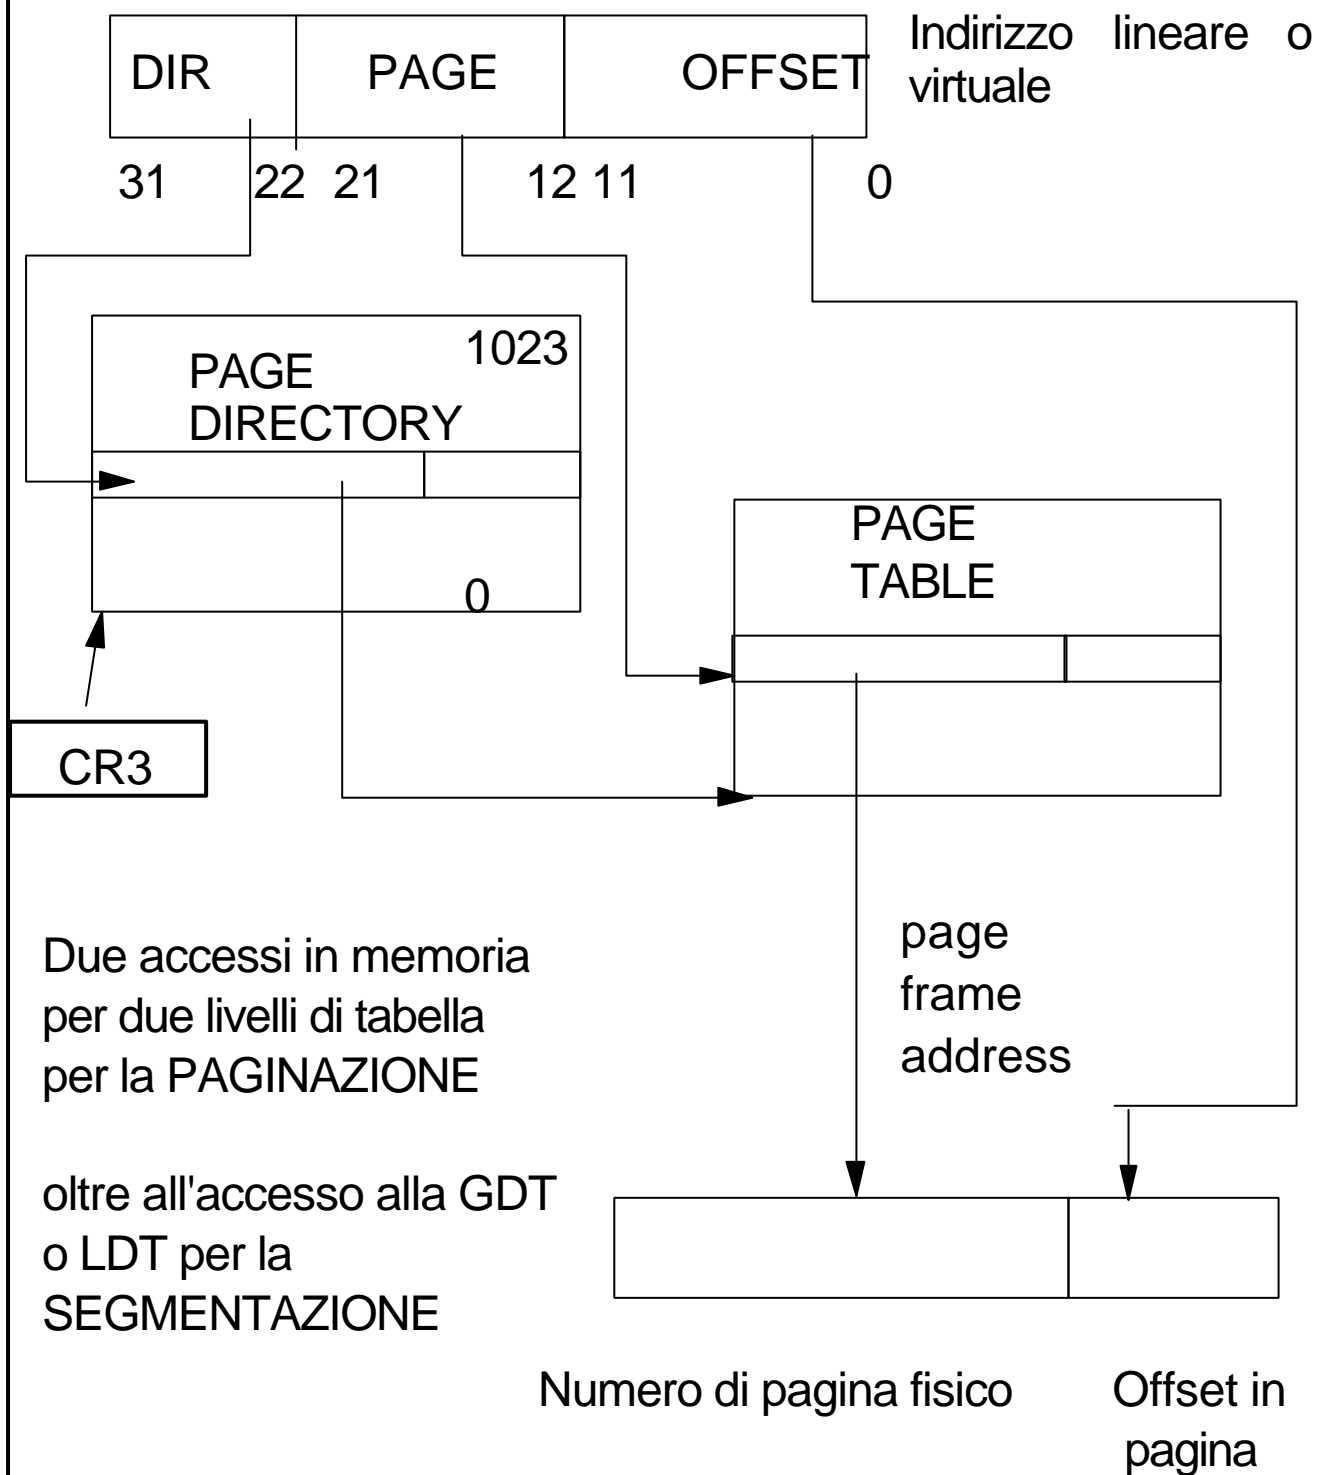 DIR PAGE OFFSET
Indirizzo lineare o
virtuale
31 22 21 12 11 0
1023
PAGE
DIRECTORY
0
PAGE
TABLE
CR3
Due accessi in memoria
per due livelli di tabella
per la PAGINAZIONE
page
frame
address
oltre all'accesso alla GDT
o LDT per la
SEGMENTAZIONE
Numero di pagina fisico
Offset in
pagina